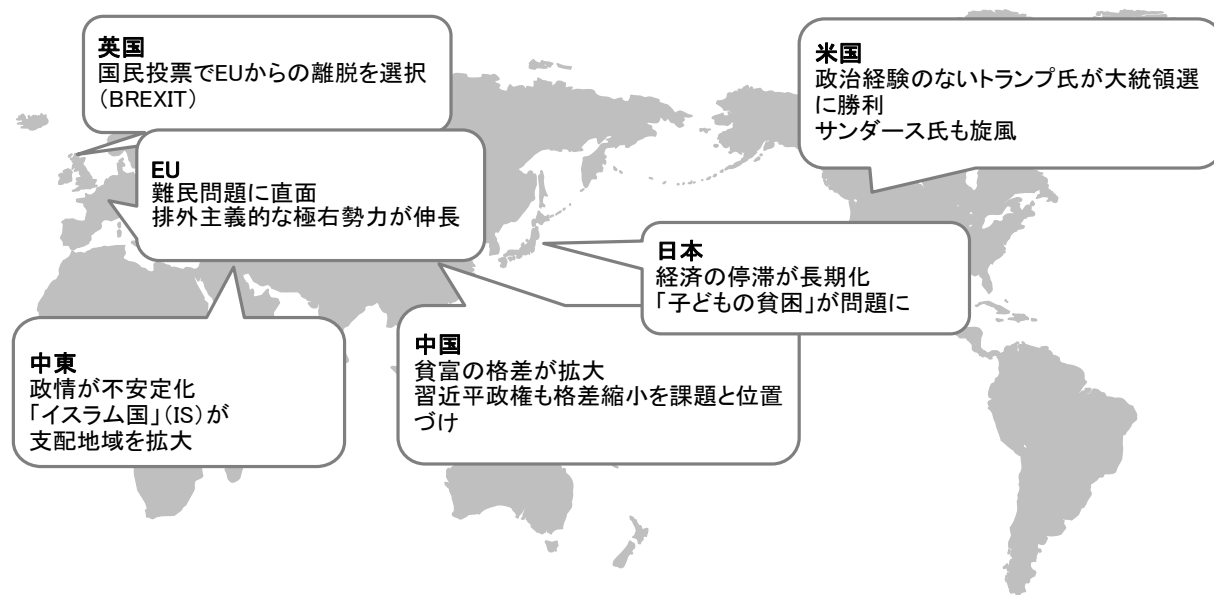 英国
国民投票でEUからの離脱を選択
（BREXIT）
EU
難民問題に直面
排外主義的な極右勢力が伸長
米国
政治経験のないトランプ氏が大統領選
に勝利
サンダース氏も旋風
日本
経済の停滞が長期化
「子どもの貧困」が問題に
中東
政情が不安定化
「イスラム国」（IS）が
支配地域を拡大
中国
貧富の格差が拡大
習近平政権も格差縮小を課題と位置
づけ